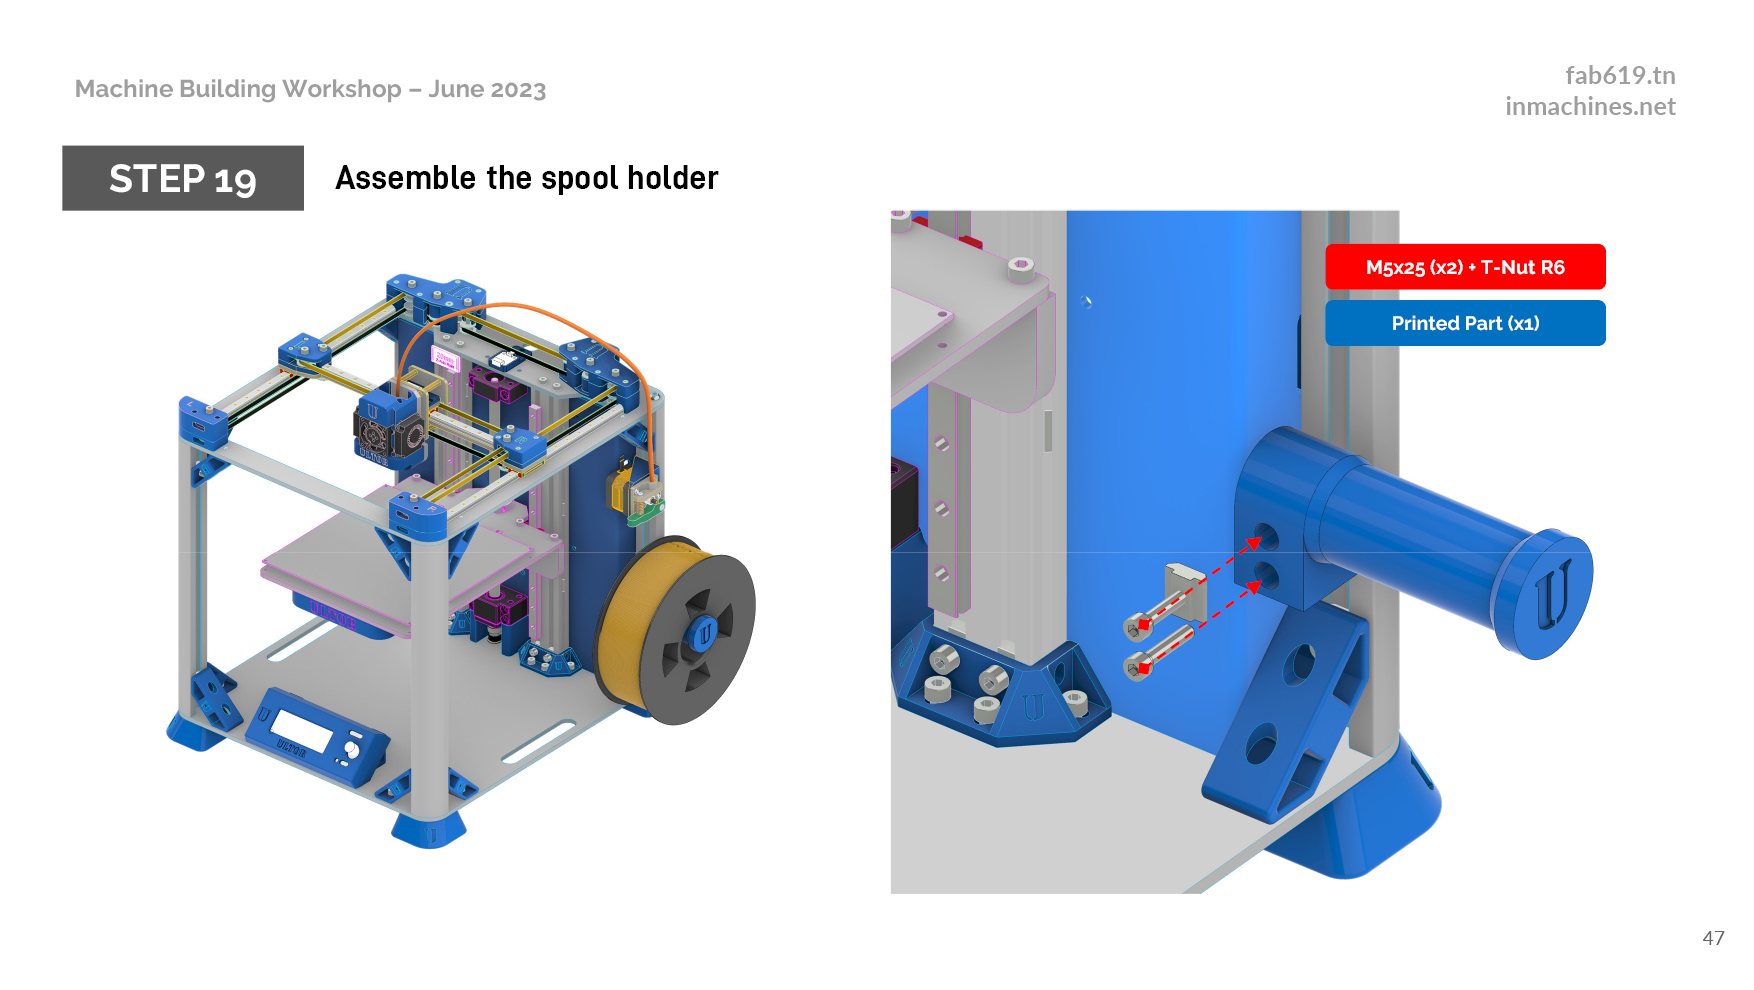 Machine Building Workshop – June 2023
fab619.tn
inmachines.net
STEP 19
Assemble the spool holder
M5x25 (x2) + T-Nut R6
Printed Part (x1)
U
U
U
ULTOR
U
U
U
47